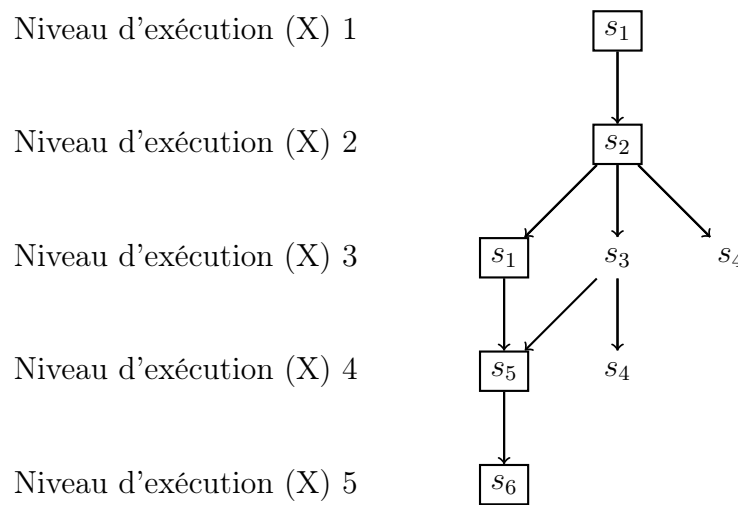 Niveau d'exécution (X) 1 s₁
Niveau d'exécution (X) 2 s₂
Niveau d'exécution (X) 3 s₁ s₃ s₄
Niveau d'exécution (X) 4 s₅ s₄
Niveau d'exécution (X) 5 s₆